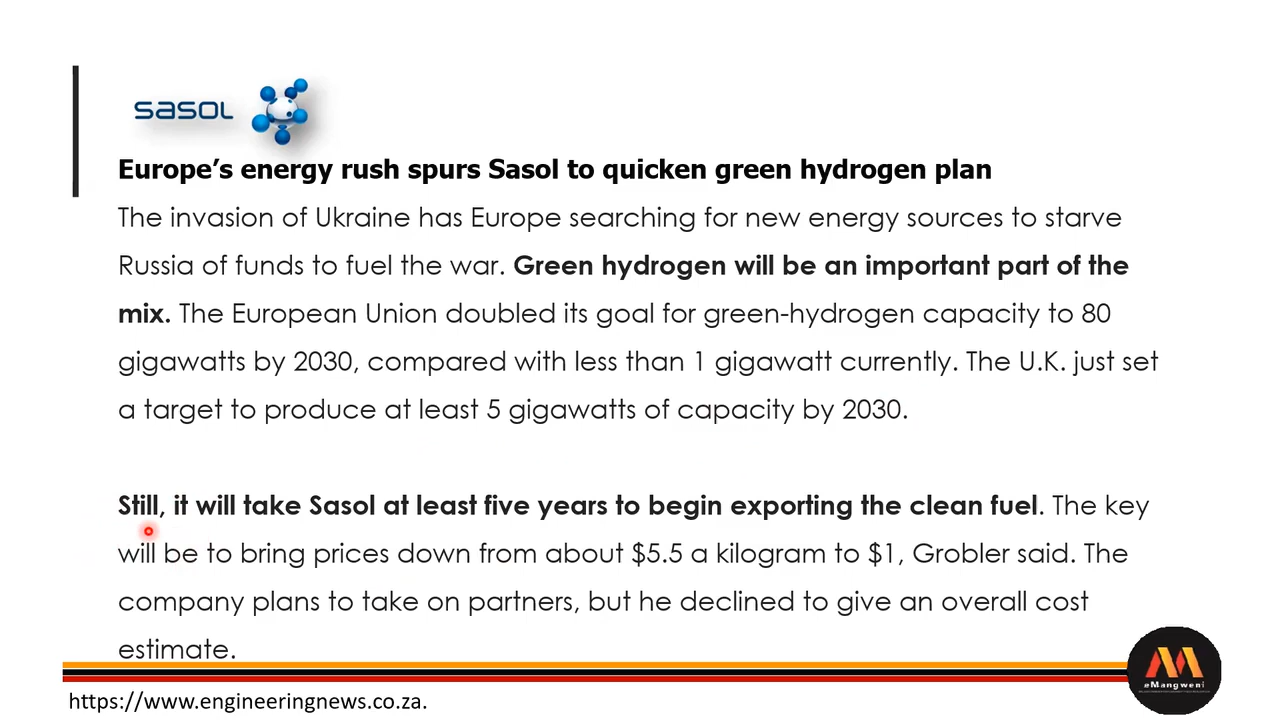 sasol
Europe’s energy rush spurs Sasol to quicken green hydrogen plan
The invasion of Ukraine has Europe searching for new energy sources to starve
Russia of funds to fuel the war. Green hydrogen will be an important part of the
mix. The European Union doubled its goal for green-hydrogen capacity to 80
gigawatts by 2030, compared with less than 1 gigawatt currently. The U.K. just set
a target to produce at least 5 gigawatts of capacity by 2030.
Still, it will take Sasol at least five years to begin exporting the clean fuel. The key
will be to bring prices down from about $5.5 a kilogram to $1, Grobler said. The
company plans to take on partners, but he declined to give an overall cost
estimate.
eMangweni
https://www.engineeringnews.co.za.